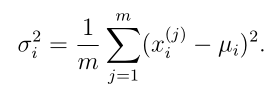 σ_i^2 = \frac{1}{m} \sum_{j=1}^{m} (x_i^{(j)} − μ_i)^2.